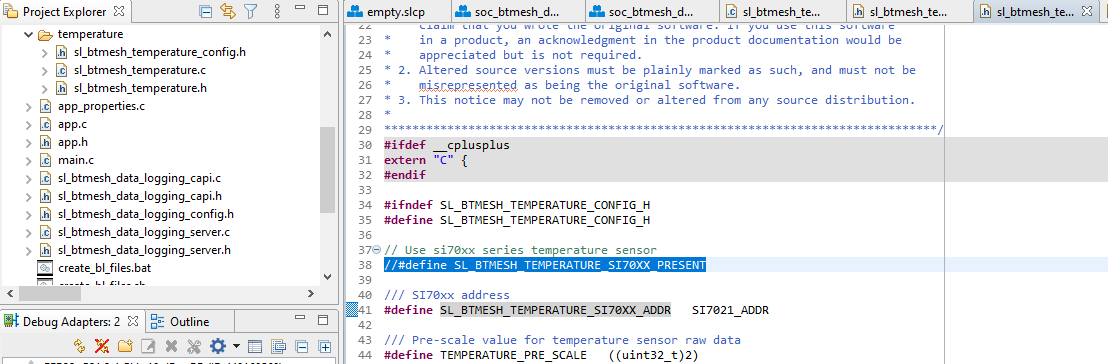 Project Explorer
temperature
sl_btmesh_temperature_config.h
sl_btmesh_temperature.c
sl_btmesh_temperature.h
app_properties.c
app.c
app.h
main.c
sl_btmesh_data_logging_capi.c
sl_btmesh_data_logging_capi.h
sl_btmesh_data_logging_config.h
sl_btmesh_data_logging_server.c
sl_btmesh_data_logging_server.h
create_bl_files.bat
Debug Adapters: 2
Outline
empty.slcp
soc_btmesh_d...
soc_btmesh_d...
sl_btmesh_te...
sl_btmesh_te...
sl_btmesh_te...
22 * claim that you wrote the original software. If you use this software
23 * in a product, an acknowledgment in the product documentation would be
24 * appreciated but is not required.
25 * 2. Altered source versions must be plainly marked as such, and must not be
26 * misrepresented as being the original software.
27 * 3. This notice may not be removed or altered from any source distribution.
28 *
29 ******************************************************************************/
30 #ifdef __cplusplus
31 extern "C" {
32 #endif
33
34 #ifndef SL_BTMESH_TEMPERATURE_CONFIG_H
35 #define SL_BTMESH_TEMPERATURE_CONFIG_H
36
37 // Use si70xx series temperature sensor
38 //#define SL_BTMESH_TEMPERATURE_SI70XX_PRESENT
39
40 /// SI70xx address
41 #define SL_BTMESH_TEMPERATURE_SI70XX_ADDR   SI7021_ADDR
42
43 /// Pre-scale value for temperature sensor raw data
44 #define TEMPERATURE_PRE_SCALE   ((uint32_t)2)